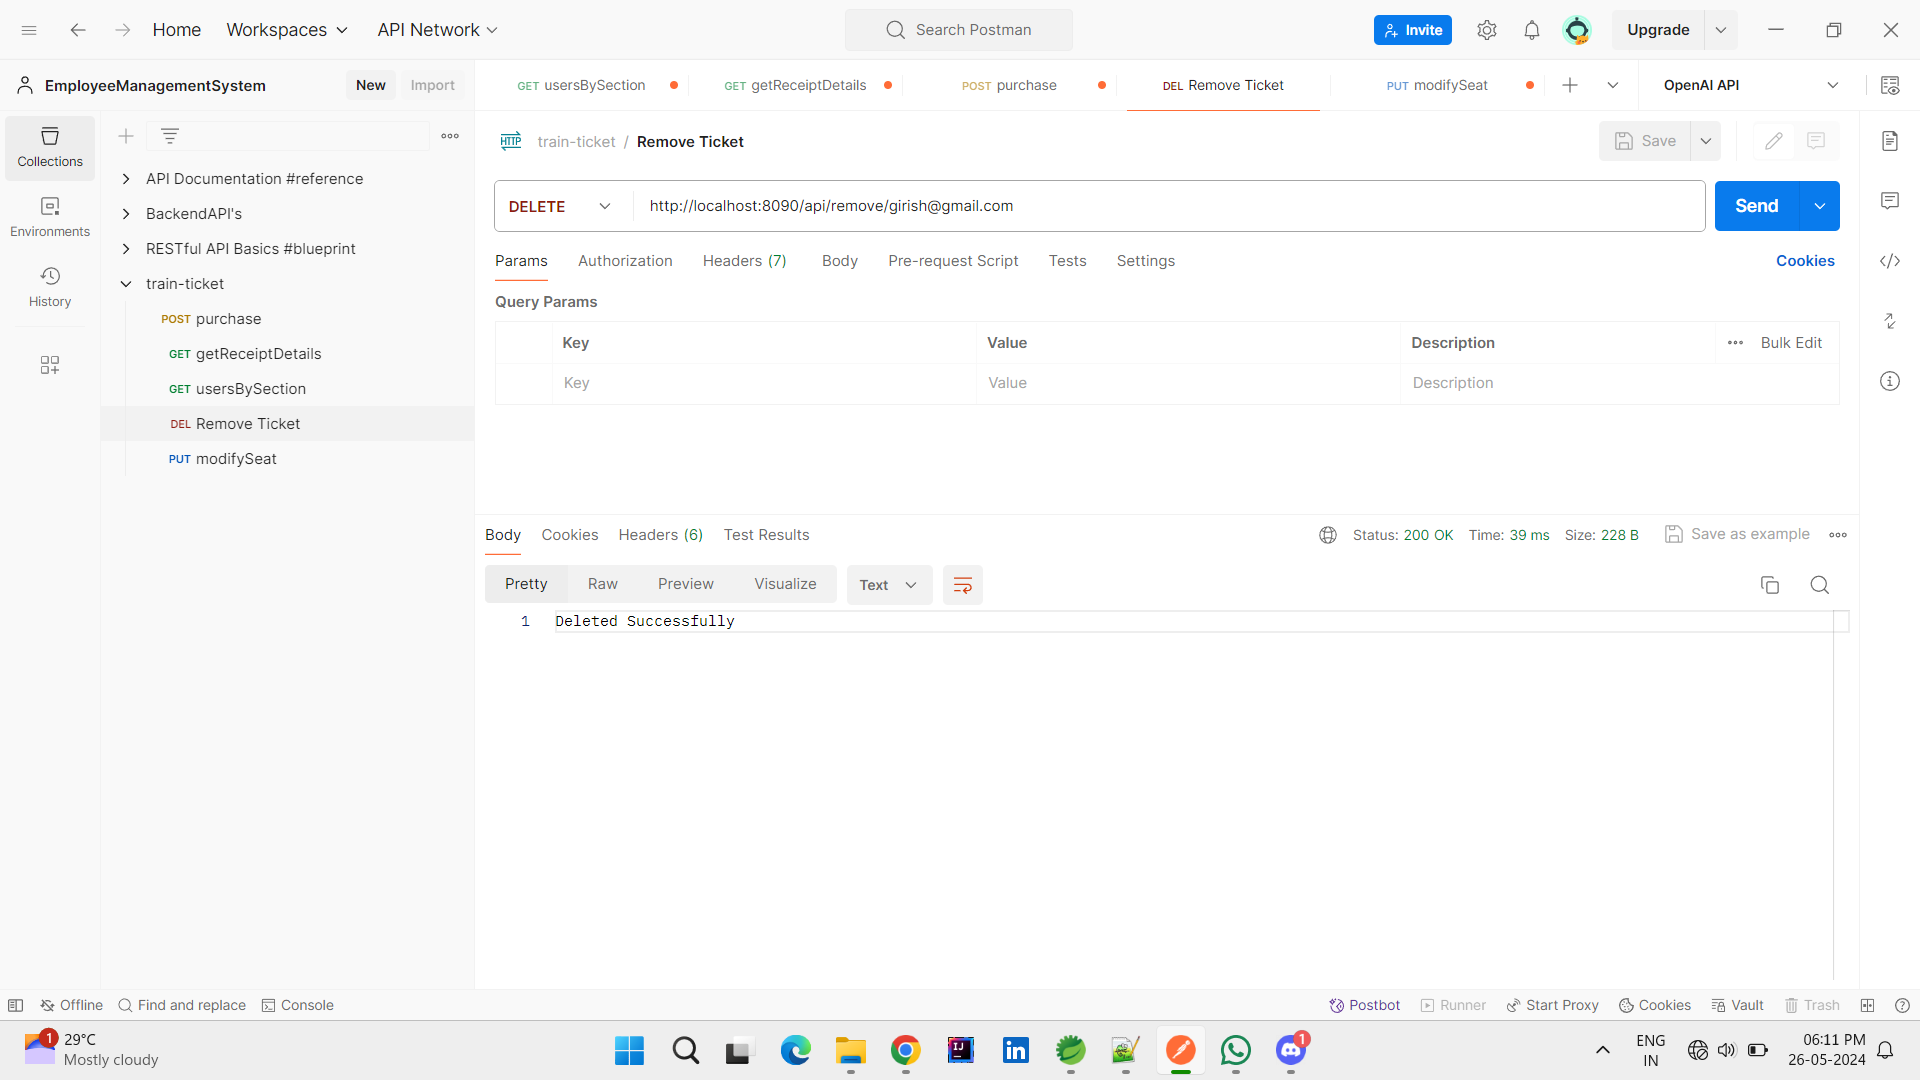 Home Workspaces API Network Search Postman Invite Upgrade
EmployeeManagementSystem New Import
GET usersBySection GET getReceiptDetails POST purchase DEL Remove Ticket PUT modifySeat OpenAI API
Collections
Environments
History
API Documentation #reference
BackendAPI's
RESTful API Basics #blueprint
train-ticket
POST purchase
GET getReceiptDetails
GET usersBySection
DEL Remove Ticket
PUT modifySeat
HTTP train-ticket / Remove Ticket Save
DELETE http://localhost:8090/api/remove/girish@gmail.com Send
Params Authorization Headers (7) Body Pre-request Script Tests Settings Cookies
Query Params
Key Value Description Bulk Edit
Key Value Description
Body Cookies Headers (6) Test Results Status: 200 OK Time: 39 ms Size: 228 B Save as example
Pretty Raw Preview Visualize Text
1 Deleted Successfully
Offline Find and replace Console Postbot Runner Start Proxy Cookies Vault Trash
1 29°C
Mostly cloudy
IJ
in
1
ENG
IN
06:11 PM
26-05-2024